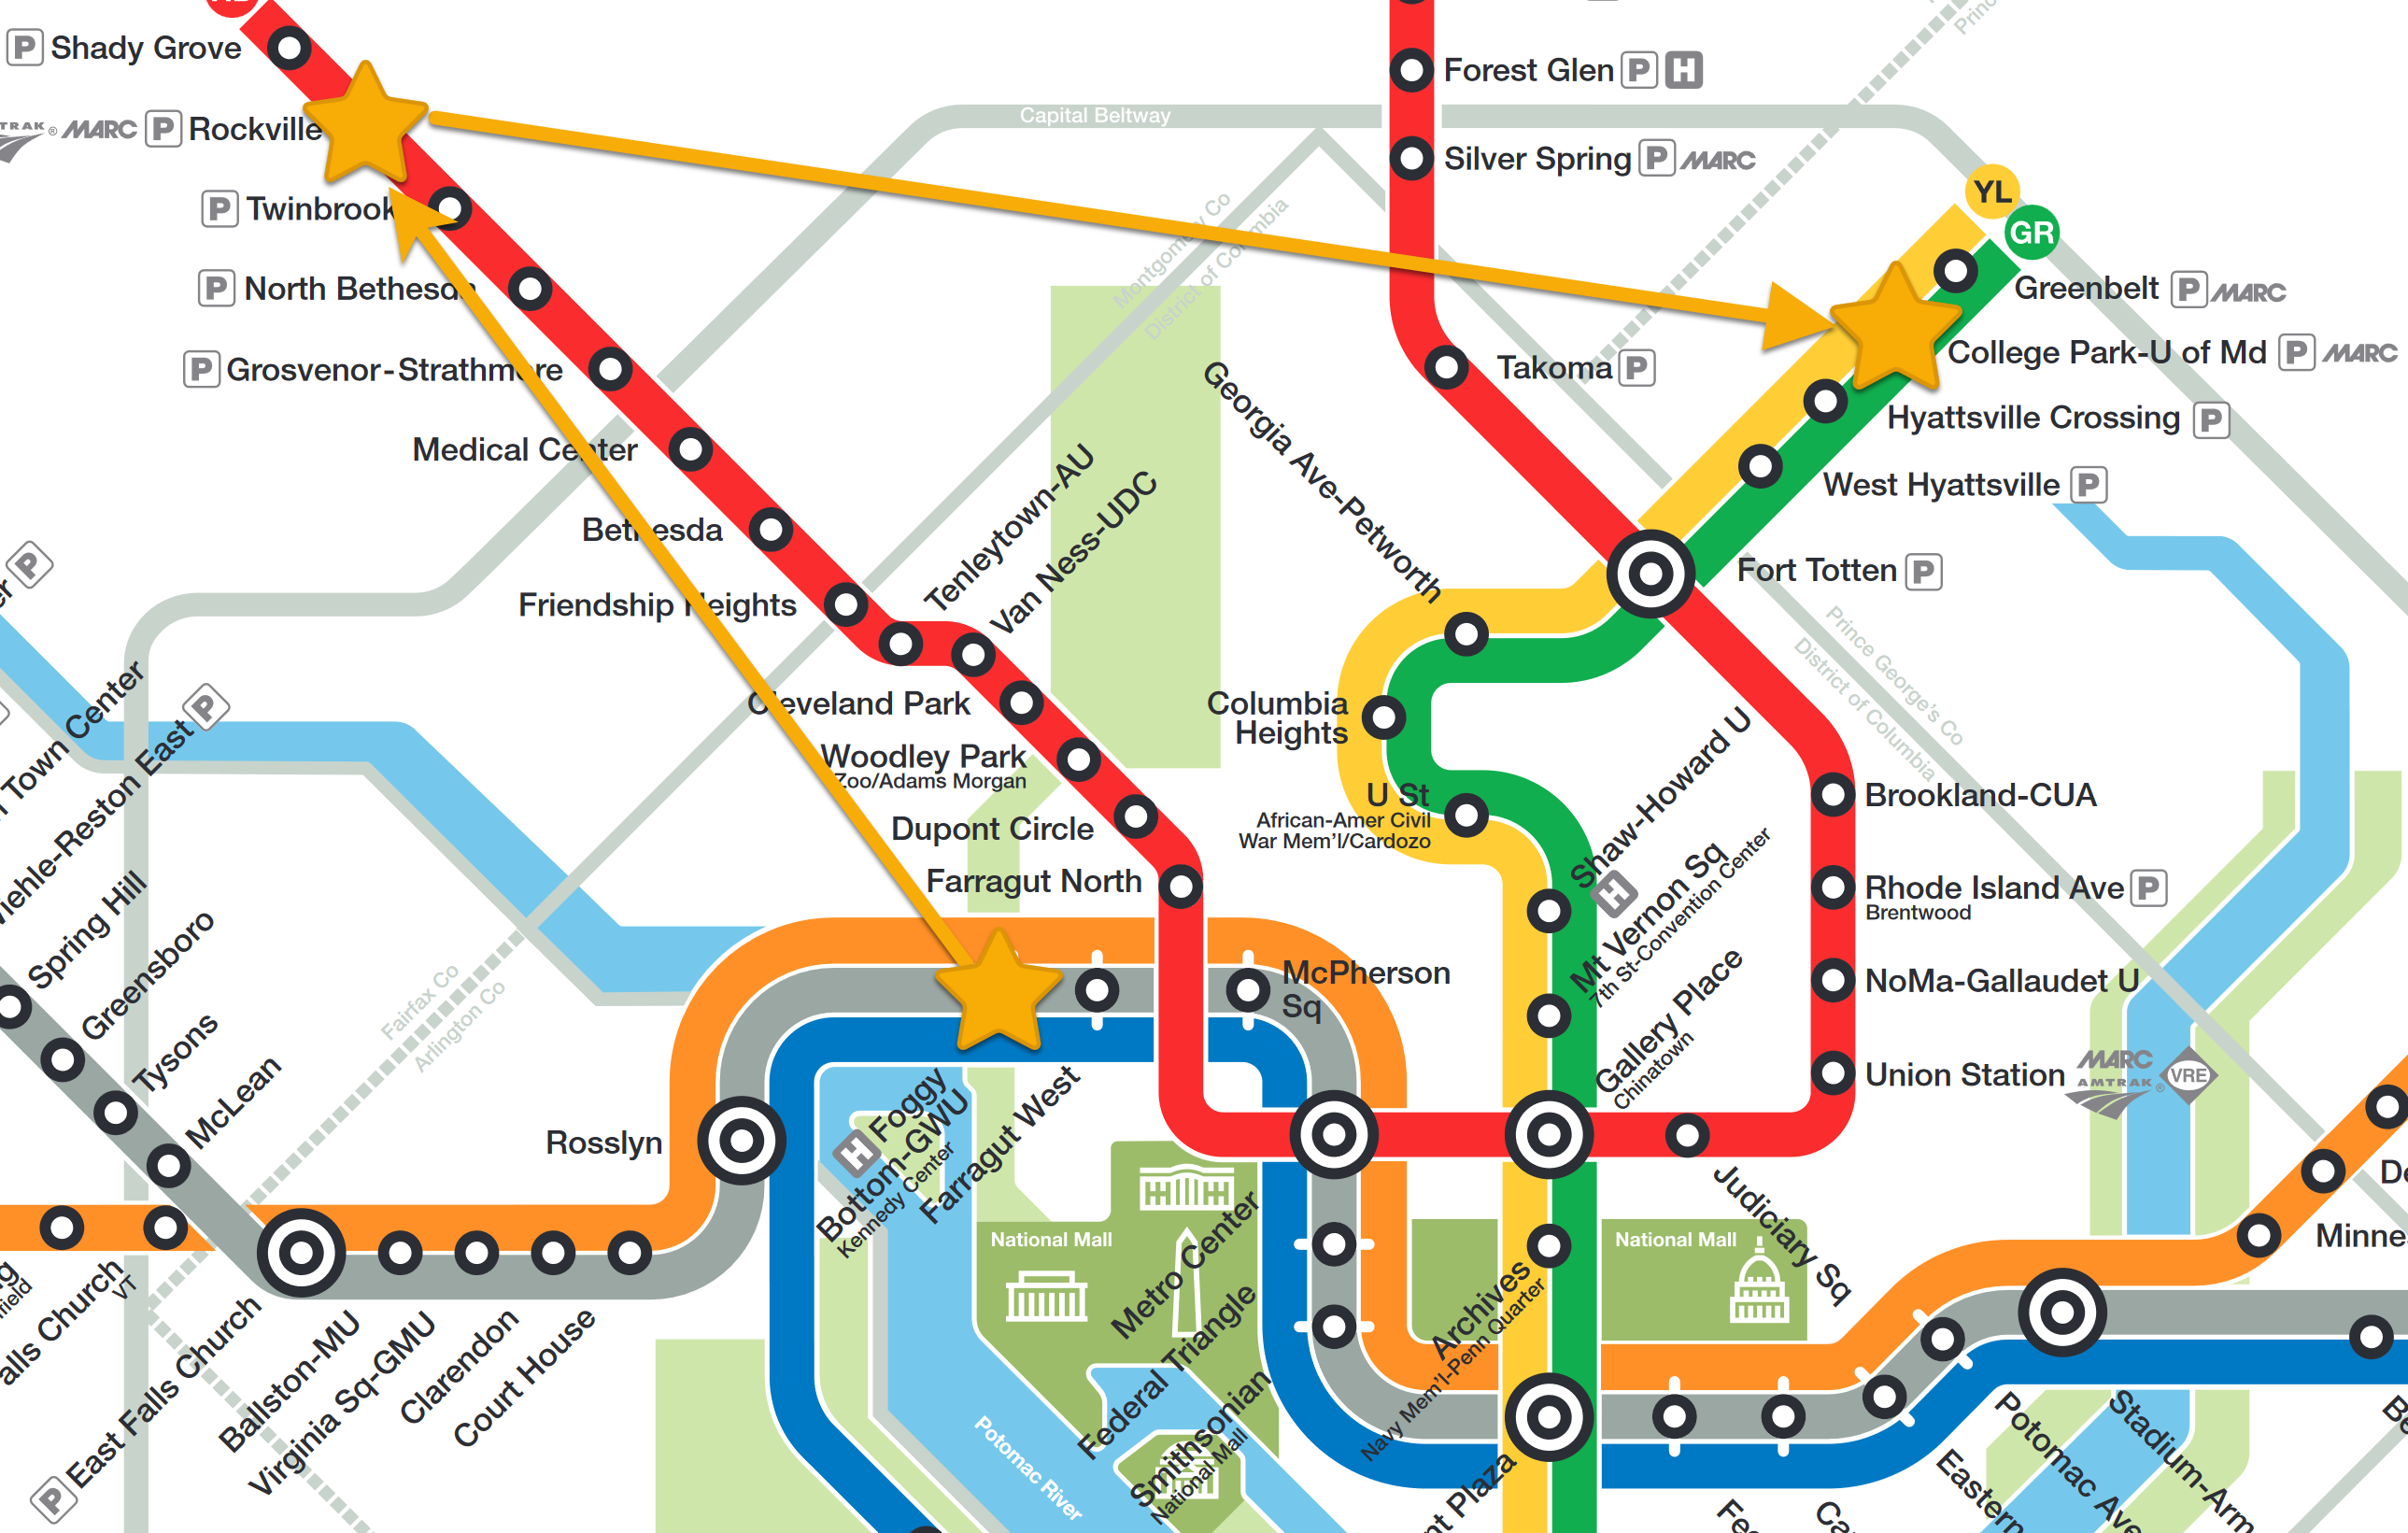 P Shady Grove
MARC P Rockville
P Twinbrook
P North Bethesda
P Grosvenor-Strathmore
Medical Center
Bethesda
Friendship Heights
Tenleytown-AU
Van Ness-UDC
Cleveland Park
Woodley Park
Zoo/Adams Morgan
Dupont Circle
Farragut North
Capital Beltway
Montgomery Co
District of Columbia
Forest Glen P H
Silver Spring P MARC
Takoma P
YL
GR
Greenbelt P MARC
College Park-U of Md P MARC
Hyattsville Crossing P
West Hyattsville P
Fort Totten P
Georgia Ave-Petworth
Columbia
Heights
U St
African-Amer Civil
War Mem'l/Cardozo
Shaw-Howard U
H
Mt Vernon Sq
7th St-Convention Center
Gallery Place
Chinatown
Prince George's Co
District of Columbia
Brookland-CUA
Rhode Island Ave P
Brentwood
NoMa-Gallaudet U
Union Station MARC
AMTRAK®
VRE
Judiciary Sq
McPherson
Sq
P
Town Center
P
Wiehle-Reston East P
Spring Hill
Greensboro
Tysons
McLean
Fairfax Co
Arlington Co
Rosslyn
H Foggy
Bottom-GWU
Kennedy Center
Farragut West
National Mall
Metro Center
Federal Triangle
Smithsonian
National Mall
National Mall
Archives
Navy Mem'l-Penn Quarter
Potomac River
Falls Church
VT
P East Falls Church
Ballston-MU
Virginia Sq-GMU
Clarendon
Court House
Plaza
Eastern
Potomac Ave
Stadium-Arm
Minne